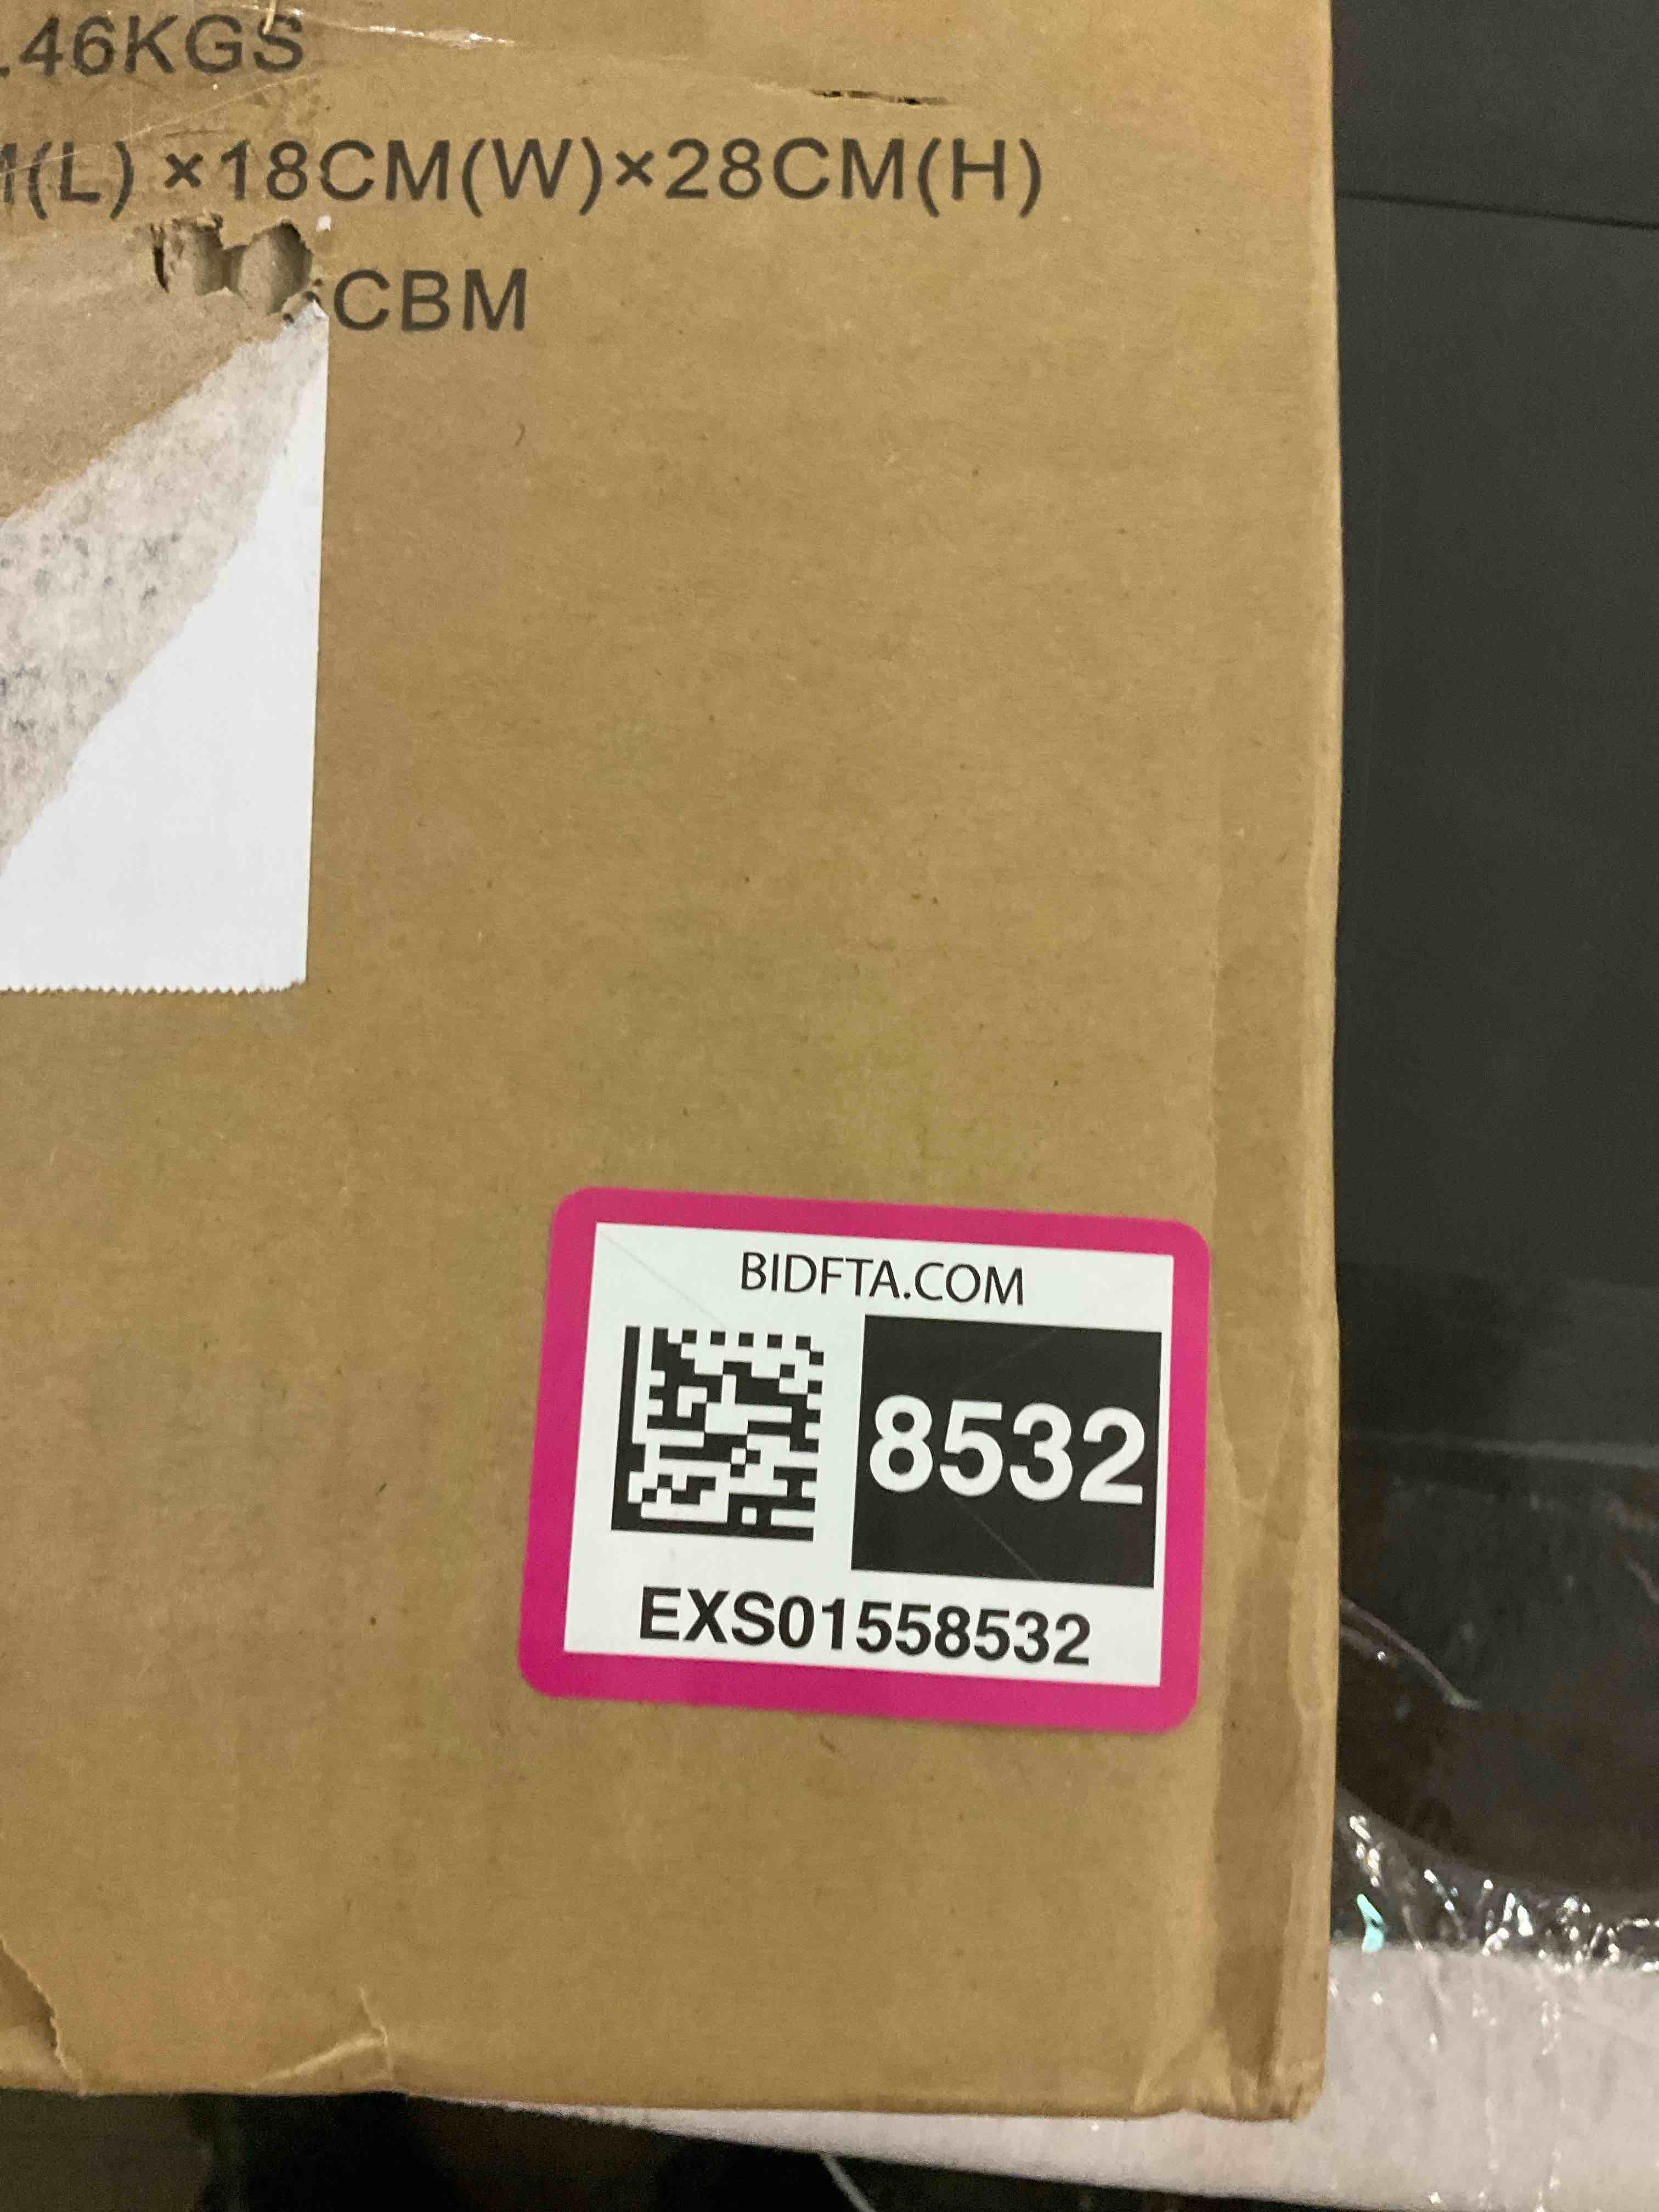 .46KGS
(L)×18CM(W)×28CM(H)
CBM
BIDFTA.COM
8532
EXS01558532